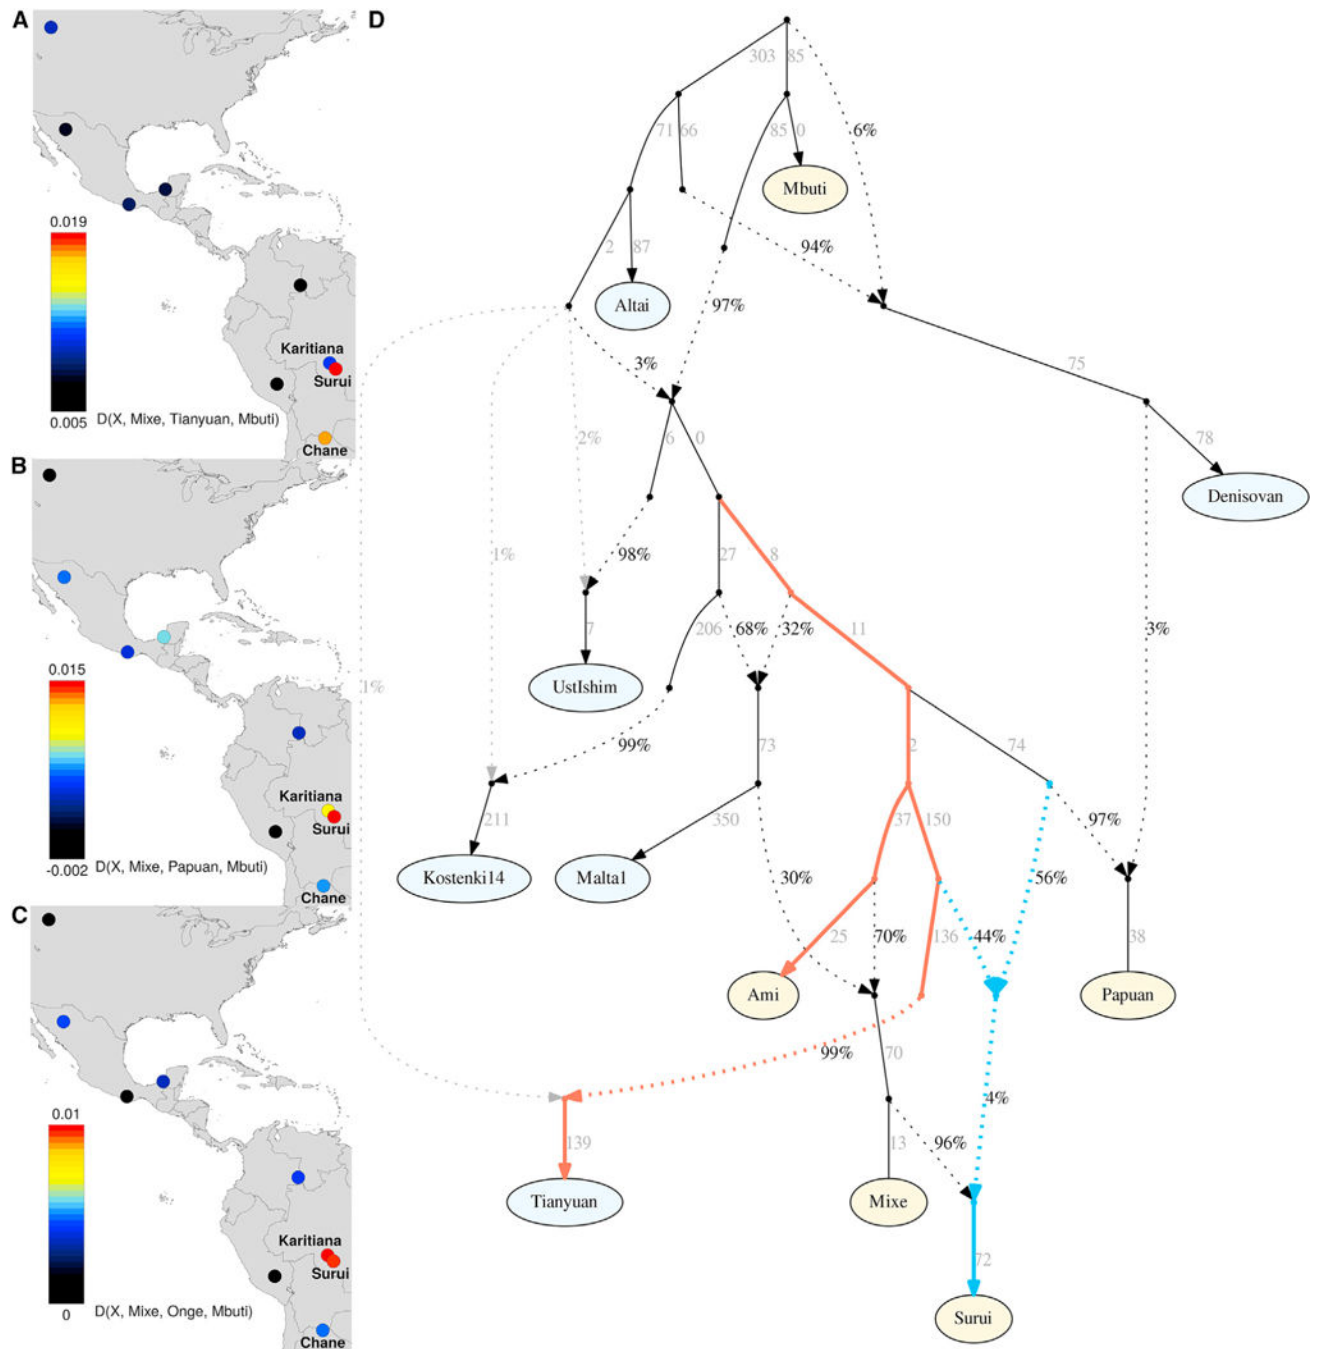 A
0.019
0.005
D(X, Mixe, Tianyuan, Mbuti)
Karitiana
Surui
Chane
B
0.015
-0.002
D(X, Mixe, Papuan, Mbuti)
Karitiana
Surui
Chane
C
0.01
0
D(X, Mixe, Onge, Mbuti)
Karitiana
Surui
Chane
D
303
85
71
66
85
0
6%
Mbuti
2
87
94%
97%
Altai
3%
75
2%
6
0
78
Denisovan
1%
98%
27
8
7
206
68%
32%
11
3%
UstIshim
1%
99%
73
2
74
211
350
37
150
97%
Kostenki14
Malta1
30%
56%
25
70%
136
44%
38
Ami
Papuan
99%
70
4%
139
13
96%
Tianyuan
Mixe
72
Surui